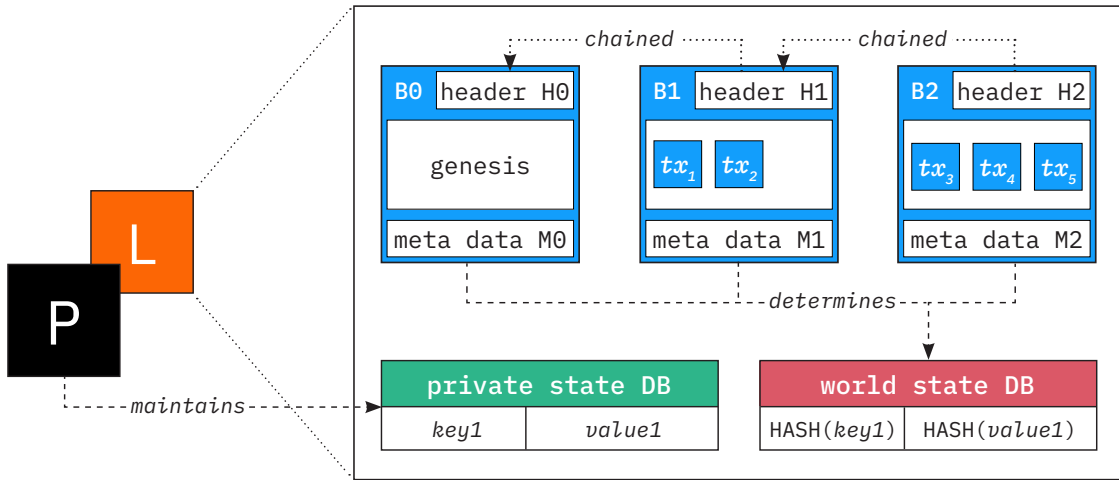 chained chained
B0 header H0 B1 header H1 B2 header H2
genesis tx₁ tx₂ tx₃ tx₄ tx₅
L
meta data M0 meta data M1 meta data M2
determines
P
private state DB world state DB
maintains key1 value1 HASH(key1) HASH(value1)